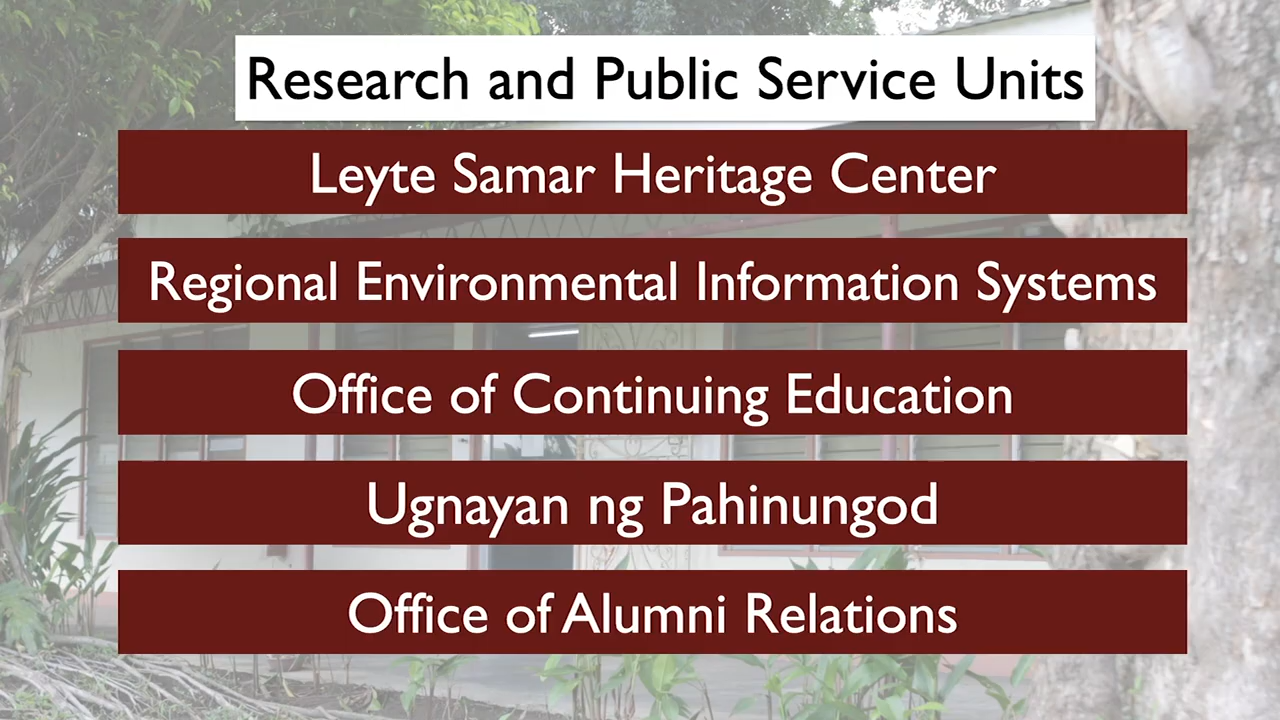 Research and Public Service Units
Leyte Samar Heritage Center
Regional Environmental Information Systems
Office of Continuing Education
Ugnayan ng Pahinungod
Office of Alumni Relations